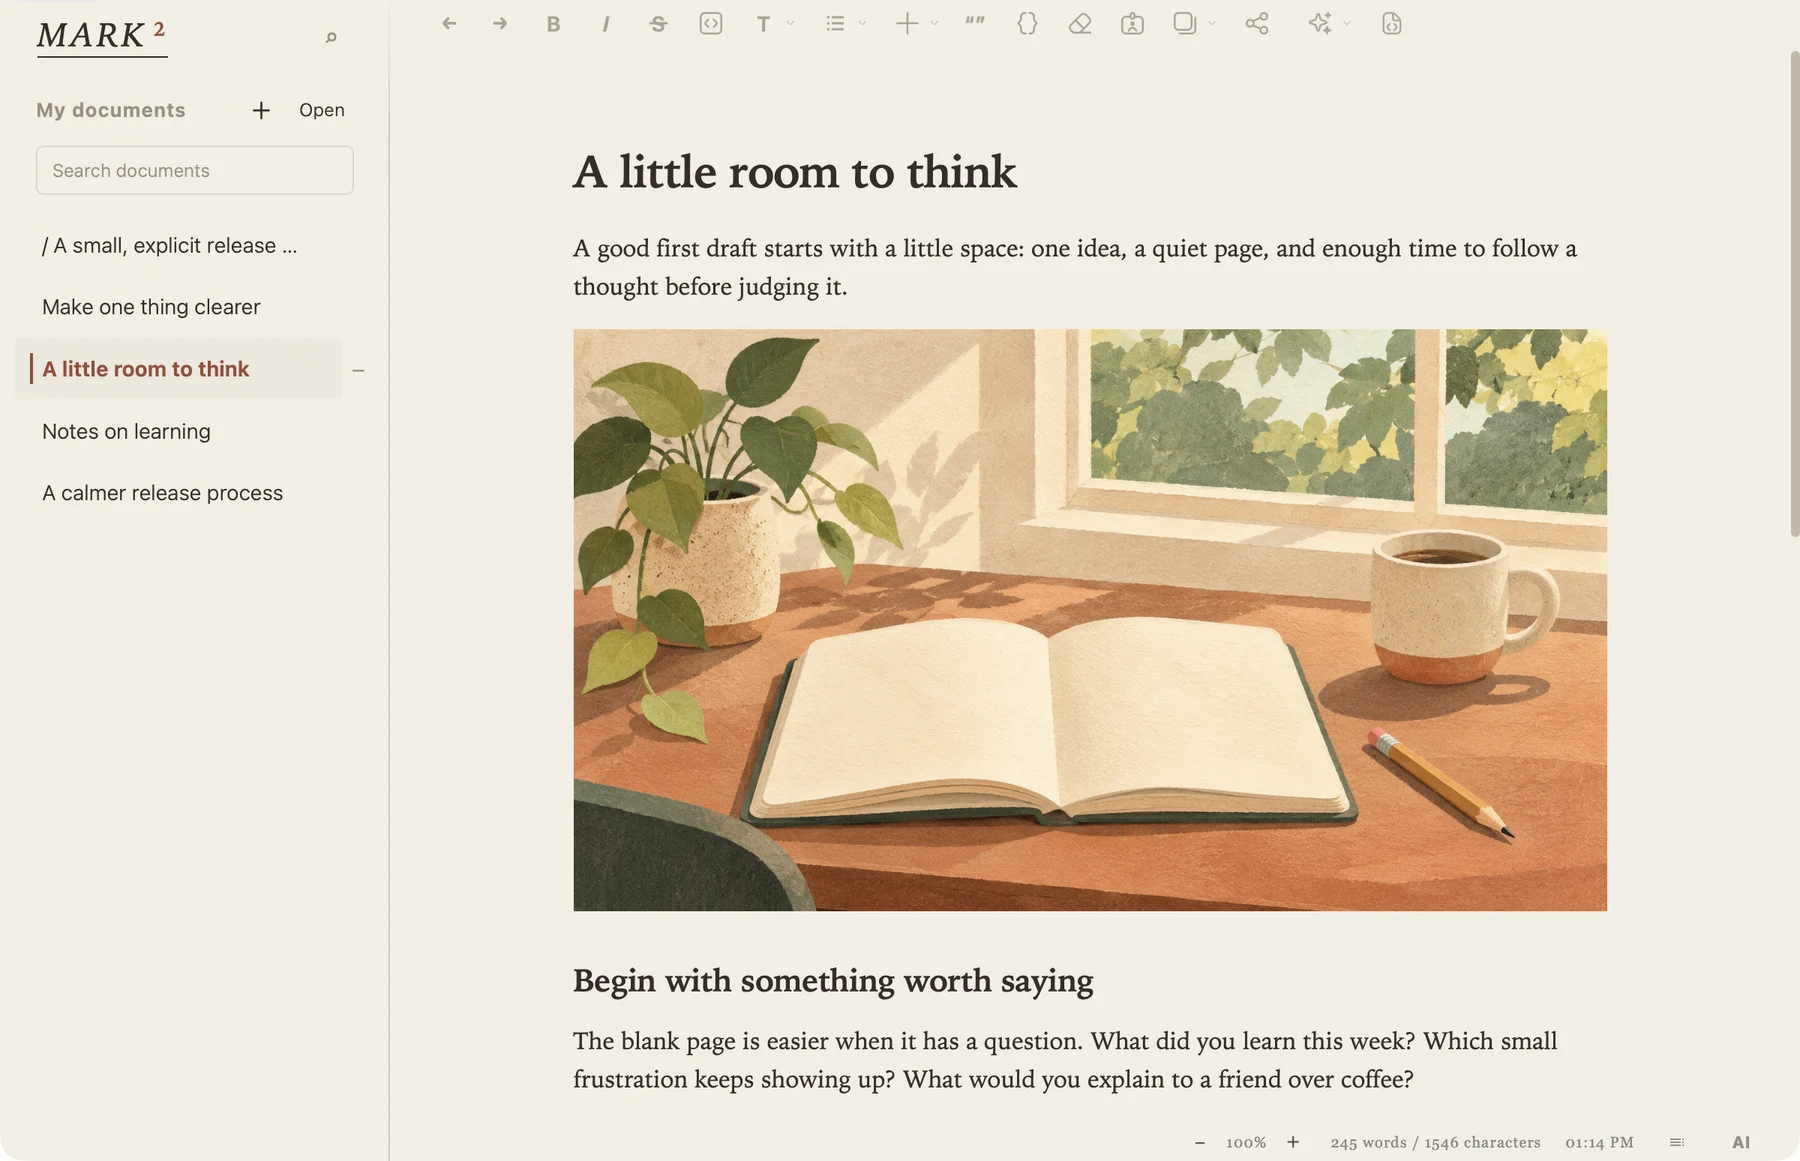 MARK 2
My documents
Open
Search documents
/ A small, explicit release ...
Make one thing clearer
A little room to think
Notes on learning
A calmer release process
B I S T “”
A little room to think
A good first draft starts with a little space: one idea, a quiet page, and enough time to follow a
thought before judging it.
Begin with something worth saying
The blank page is easier when it has a question. What did you learn this week? Which small
frustration keeps showing up? What would you explain to a friend over coffee?
− 100% + 245 words / 1546 characters 01:14 PM AI